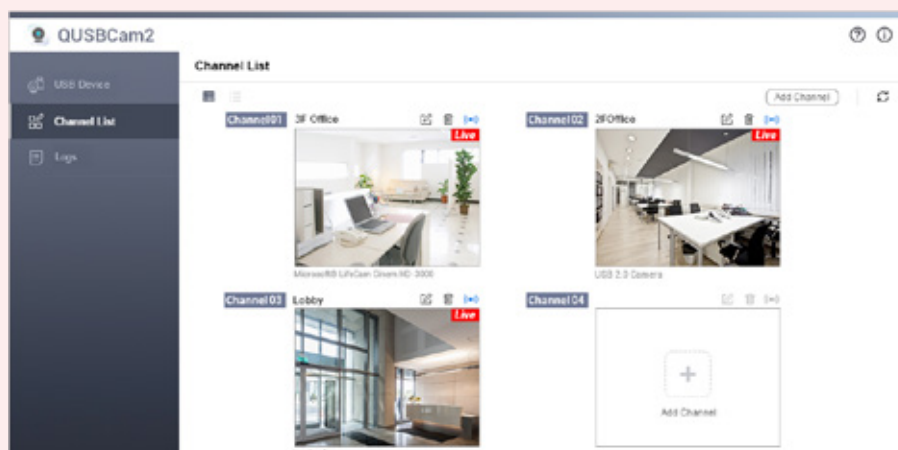 QUSBCam2
USB Device
Channel List
Logs
Channel List
Add Channel
Channel01 3F Office
Live
Microsoft® LifeCam Cinem HD-3000
Channel02 2FOffice
Live
USB 2.0 Camera
Channel03 Lobby
Live
Channel04
Add Channel